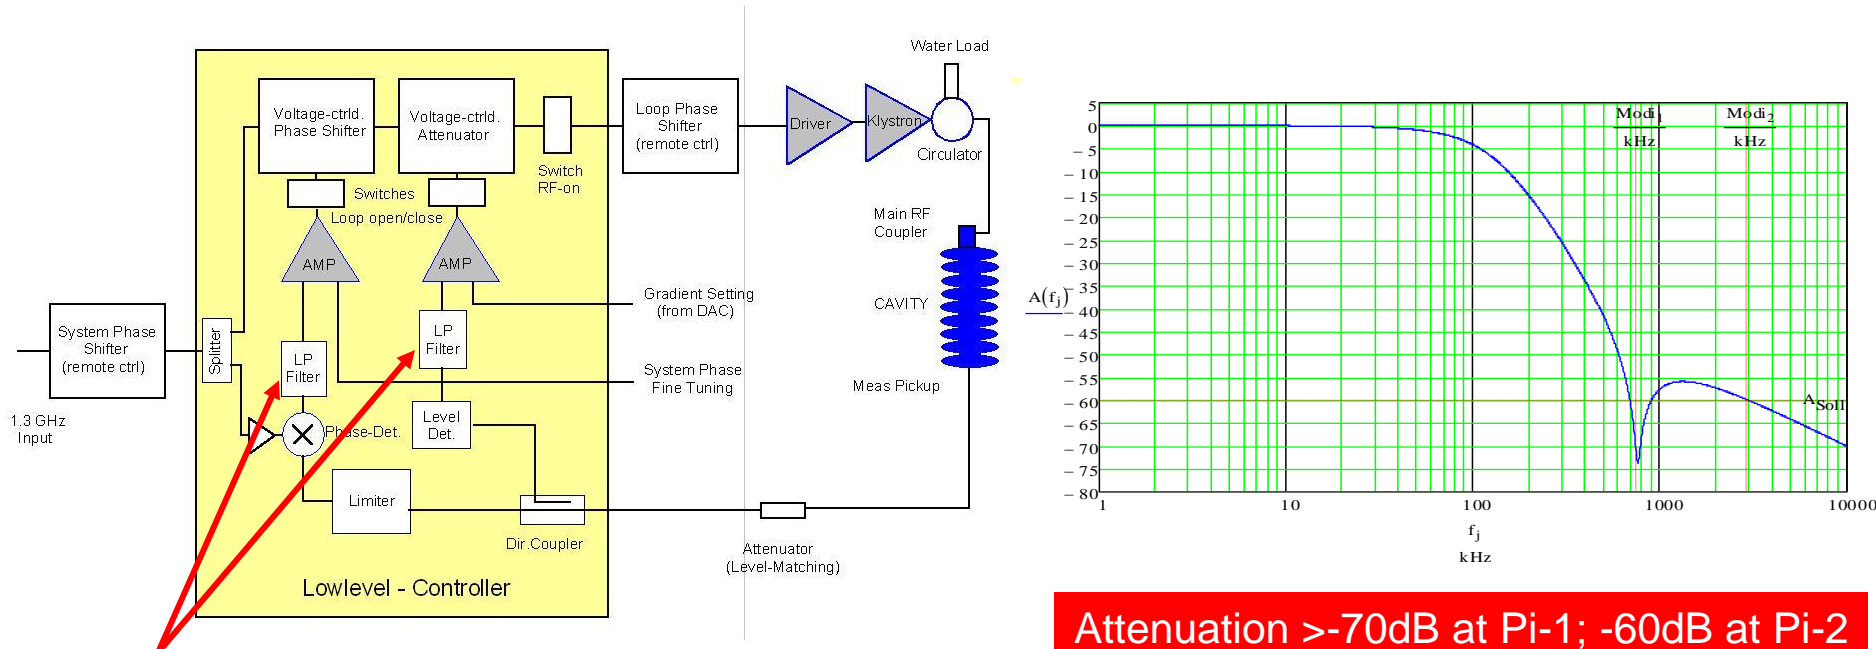 Water Load
Voltage-ctrld.
Phase Shifter
Voltage-ctrld.
Attenuator
Loop Phase
Shifter
(remote ctrl)
Driver
Klystron
Circulator
Switch
RF-on
Switches
Loop open/close
AMP
AMP
Main RF
Coupler
CAVITY
Gradient Setting
(from DAC)
System Phase
Shifter
(remote ctrl)
Splitter
LP
Filter
LP
Filter
System Phase
Fine Tuning
Meas Pickup
1.3 GHz
Input
Level
Det.
Phase-Det.
Limiter
Dir.Coupler
Attenuator
(Level-Matching)
Lowlevel - Controller
5
0
− 5
− 10
− 15
− 20
− 25
− 30
− 35
− 40
− 45
− 50
− 55
− 60
− 65
− 70
− 75
− 80
A(fj)
Modi1
kHz
Modi2
kHz
ASoll
1 10 100 1000 10000
fj
kHz
Attenuation >-70dB at Pi-1; -60dB at Pi-2